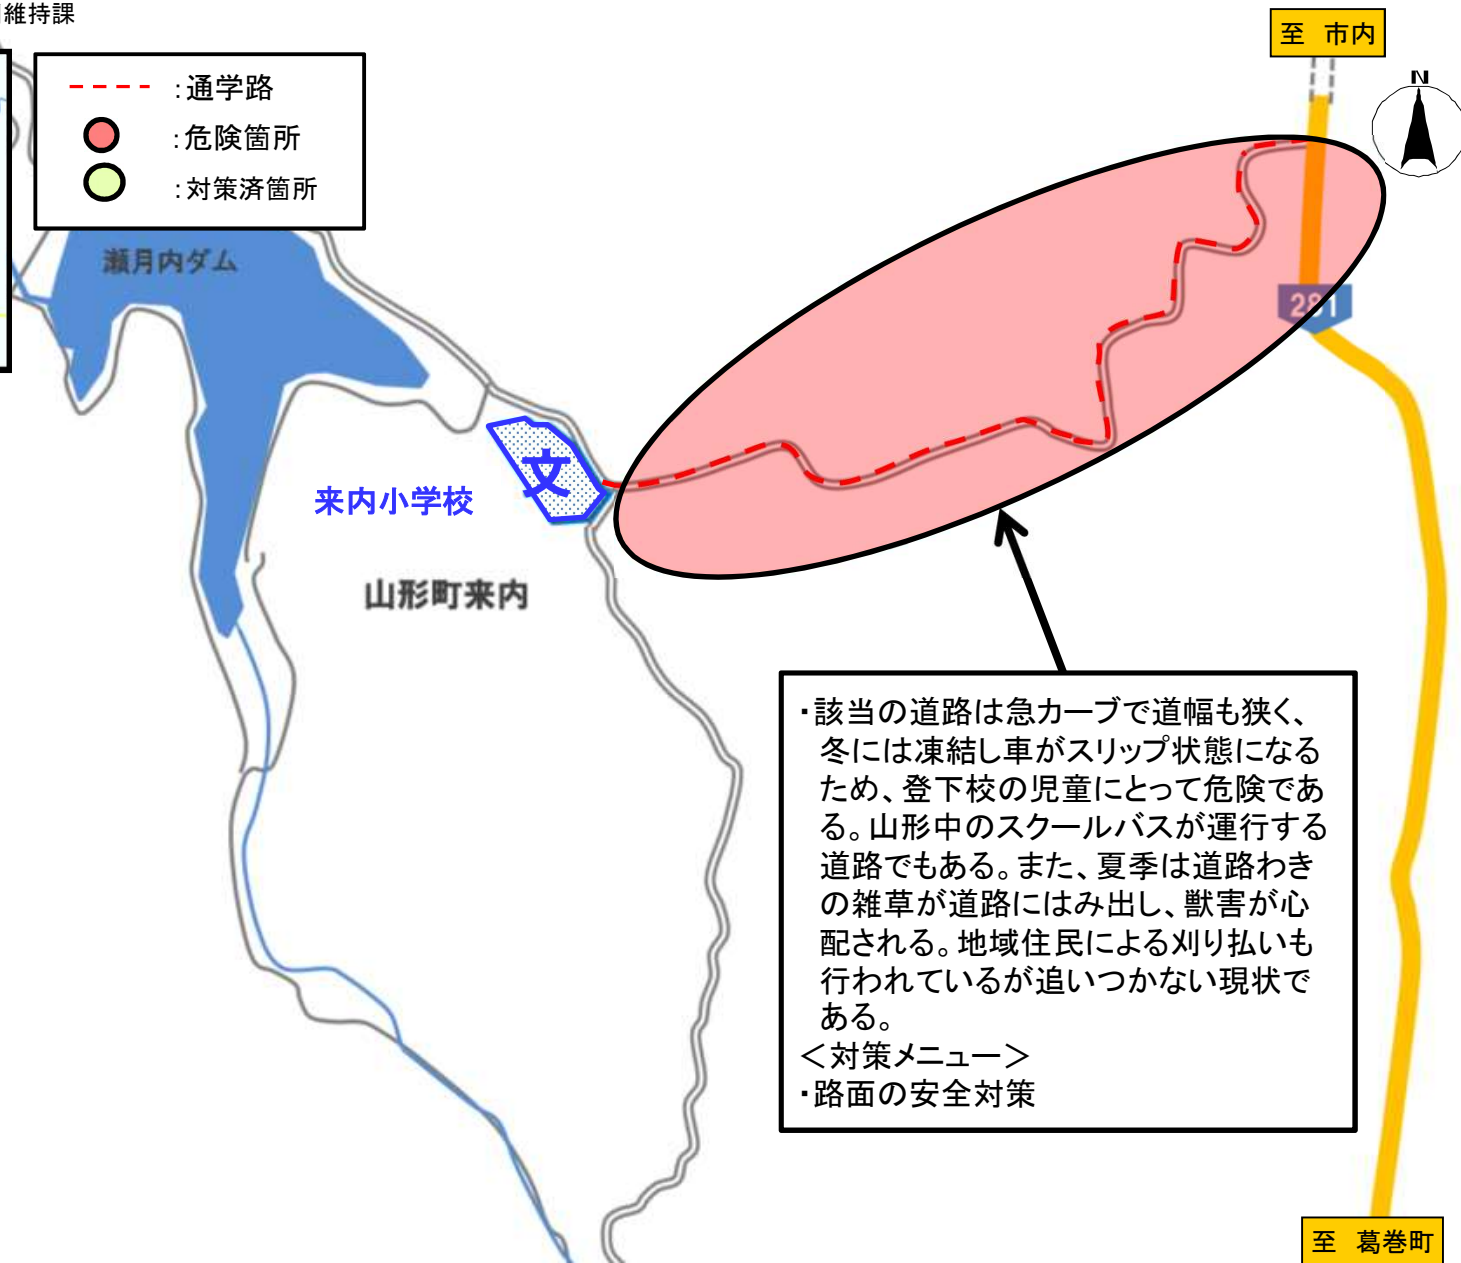 維持課
至 市内
N
:通学路
:危険箇所
:対策済箇所
瀬月内ダム
281
文
来内小学校
山形町来内
・該当の道路は急カーブで道幅も狭く、
冬には凍結し車がスリップ状態になる
ため、登下校の児童にとって危険であ
る。山形中のスクールバスが運行する
道路でもある。また、夏季は道路わき
の雑草が道路にはみ出し、獣害が心
配される。地域住民による刈り払いも
行われているが追いつかない現状で
ある。
＜対策メニュー＞
・路面の安全対策
至 葛巻町